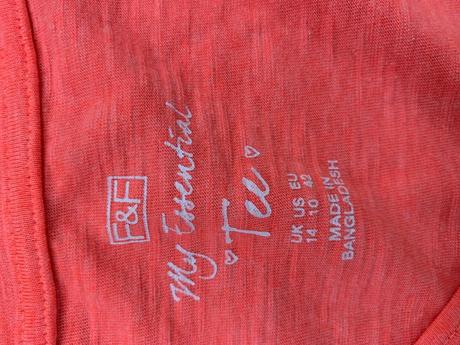 F&F
My Essential
Tee
UK US EU
14 10 42
MADE IN
BANGLADESH